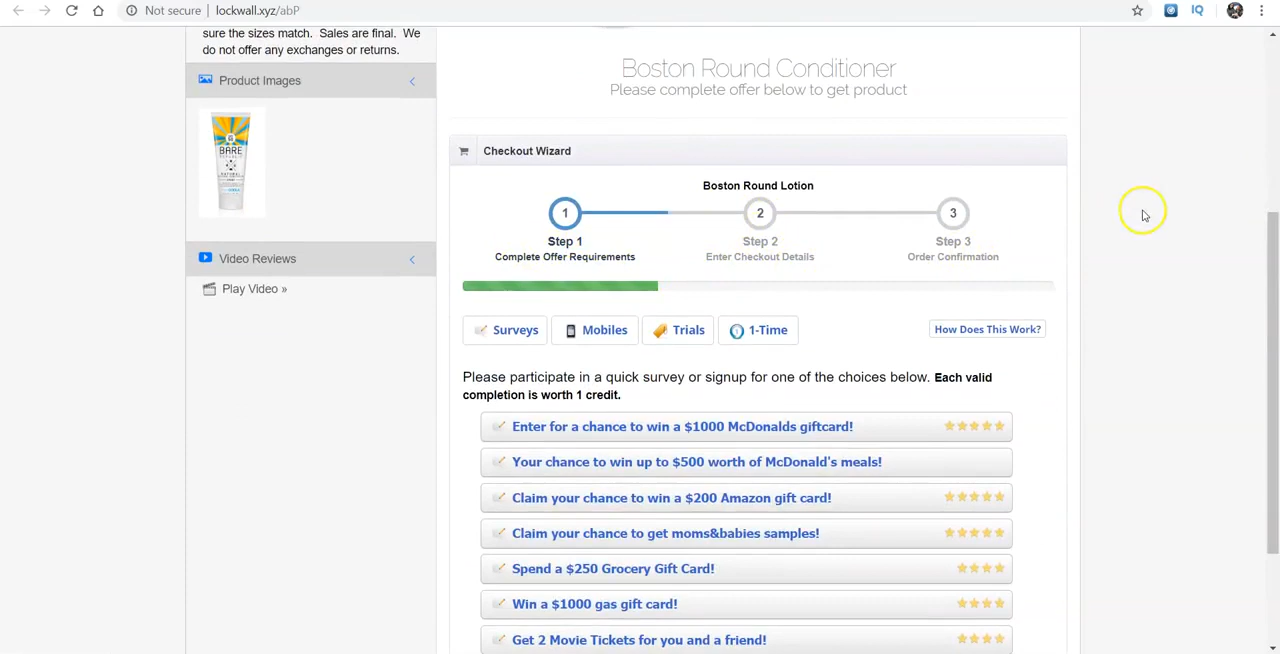 Not secure | lockwall.xyz/abP
IQ
sure the sizes match. Sales are final. We
do not offer any exchanges or returns.
Product Images
BARE
Video Reviews
Play Video »
Boston Round Conditioner
Please complete offer below to get product
Checkout Wizard
Boston Round Lotion
1
2
3
Step 1
Step 2
Step 3
Complete Offer Requirements
Enter Checkout Details
Order Confirmation
Surveys
Mobiles
Trials
1-Time
How Does This Work?
Please participate in a quick survey or signup for one of the choices below. Each valid
completion is worth 1 credit.
Enter for a chance to win a $1000 McDonalds giftcard!
Your chance to win up to $500 worth of McDonald's meals!
Claim your chance to win a $200 Amazon gift card!
Claim your chance to get moms&babies samples!
Spend a $250 Grocery Gift Card!
Win a $1000 gas gift card!
Get 2 Movie Tickets for you and a friend!